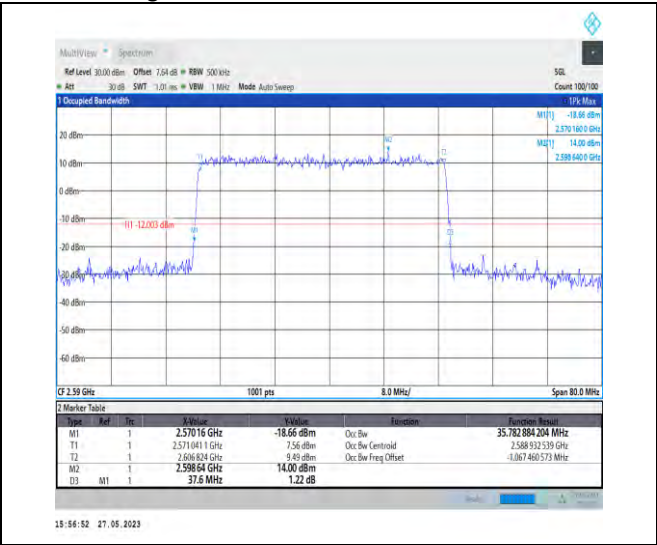 MultiView Spectrum
Ref Level 30.00 dBm Offset 7.64 dB RBW 500 kHz SGL
Att 30 dB SWT 1.01 ms VBW 1 MHz Mode Auto Sweep Count 100/100
1 Occupied Bandwidth 1Pk Max
M1[1] -18.66 dBm
2.570 160 0 GHz
M2[1] 14.00 dBm
2.598 640 0 GHz
20 dBm
M2
T1 T2
10 dBm
0 dBm
-10 dBm
H1 -12.003 dBm
M1
D3
-20 dBm
-30 dBm
-40 dBm
-50 dBm
-60 dBm
CF 2.59 GHz 1001 pts 8.0 MHz/ Span 80.0 MHz
2 Marker Table
Type Ref Trc X-Value Y-Value Function Function Result
M1 1 2.57016 GHz -18.66 dBm Occ Bw 35.782 884 204 MHz
T1 1 2.571 041 1 GHz 7.56 dBm Occ Bw Centroid 2.588 932 539 GHz
T2 1 2.606 824 GHz 9.49 dBm Occ Bw Freq Offset -1.067 460 573 MHz
M2 1 2.598 64 GHz 14.00 dBm
D3 M1 1 37.6 MHz 1.22 dB
15:56:52 27.05.2023